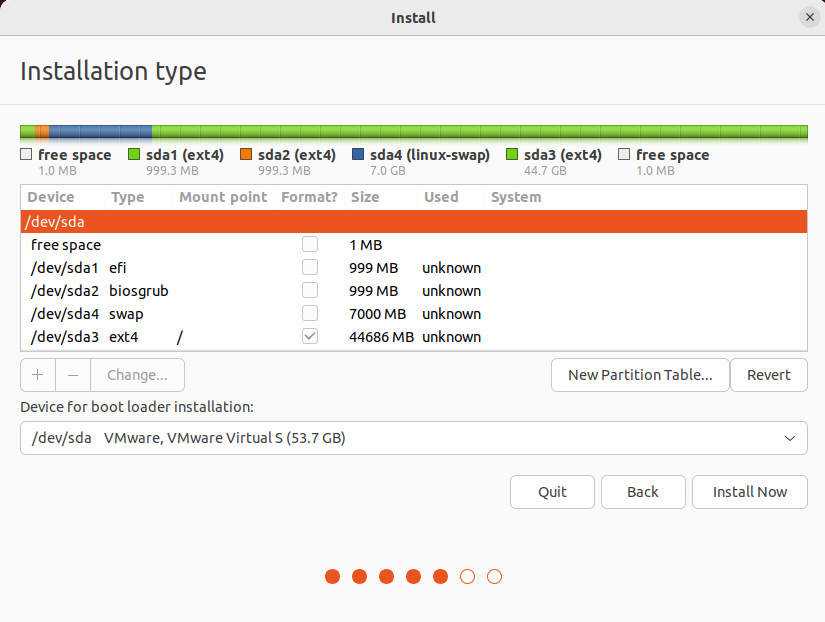 Install
Installation type
free space sda1 (ext4) sda2 (ext4) sda4 (linux-swap) sda3 (ext4) free space
1.0 MB 999.3 MB 999.3 MB 7.0 GB 44.7 GB 1.0 MB
Device Type Mount point Format? Size Used System
/dev/sda
free space 1 MB
/dev/sda1 efi 999 MB unknown
/dev/sda2 biosgrub 999 MB unknown
/dev/sda4 swap 7000 MB unknown
/dev/sda3 ext4 / 44686 MB unknown
+ − Change... New Partition Table... Revert
Device for boot loader installation:
/dev/sda VMware, VMware Virtual S (53.7 GB)
Quit Back Install Now